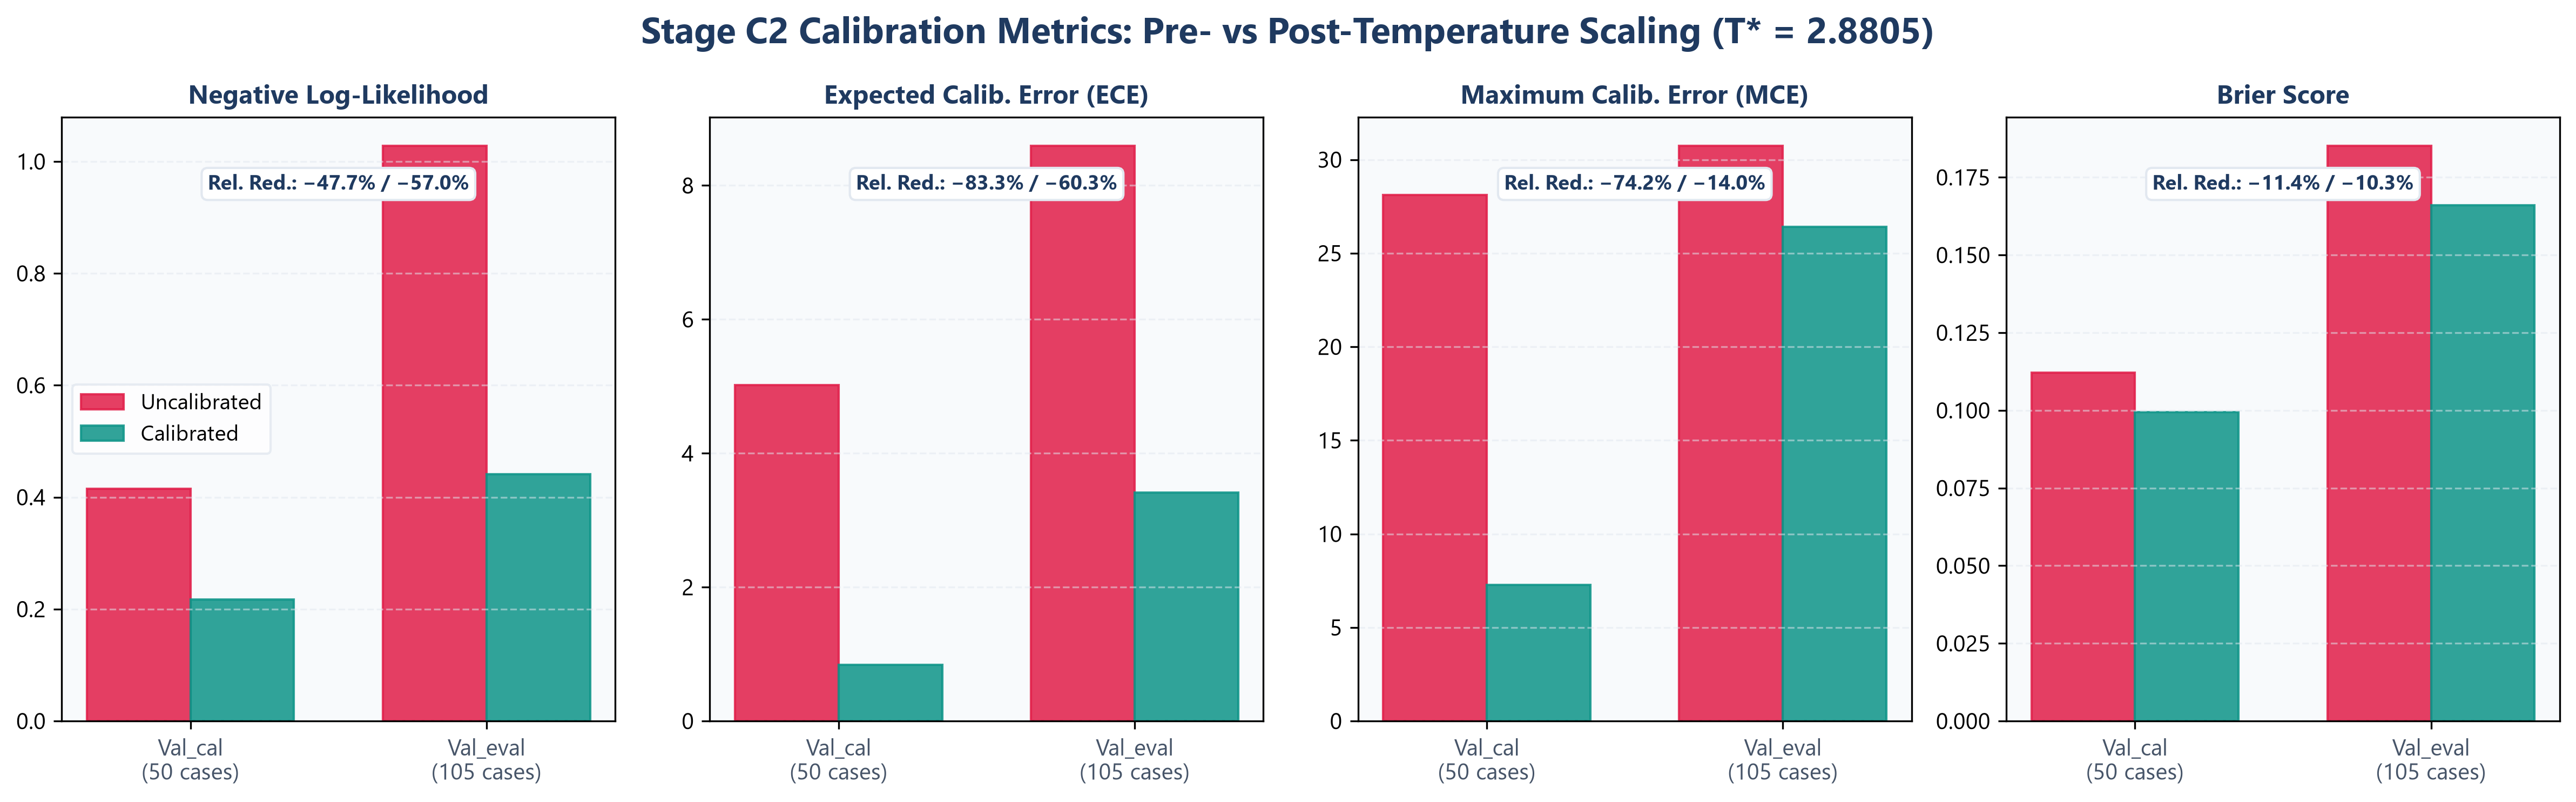 Stage C2 Calibration Metrics: Pre- vs Post-Temperature Scaling (T* = 2.8805)
Negative Log-Likelihood
Rel. Red.: −47.7% / −57.0%
1.0
0.8
0.6
0.4
0.2
0.0
Uncalibrated
Calibrated
Val_cal
(50 cases)
Val_eval
(105 cases)
Expected Calib. Error (ECE)
Rel. Red.: −83.3% / −60.3%
8
6
4
2
0
Val_cal
(50 cases)
Val_eval
(105 cases)
Maximum Calib. Error (MCE)
Rel. Red.: −74.2% / −14.0%
30
25
20
15
10
5
0
Val_cal
(50 cases)
Val_eval
(105 cases)
Brier Score
Rel. Red.: −11.4% / −10.3%
0.175
0.150
0.125
0.100
0.075
0.050
0.025
0.000
Val_cal
(50 cases)
Val_eval
(105 cases)